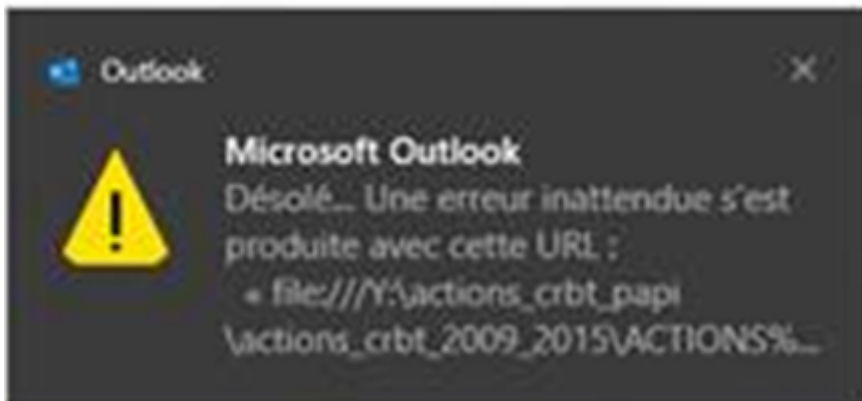 Outlook
Microsoft Outlook
Désolé... Une erreur inattendue s'est
produite avec cette URL :
« file:///Y:\actions_crbt_papi
\actions_crbt_2009_2015\ACTIONS%...